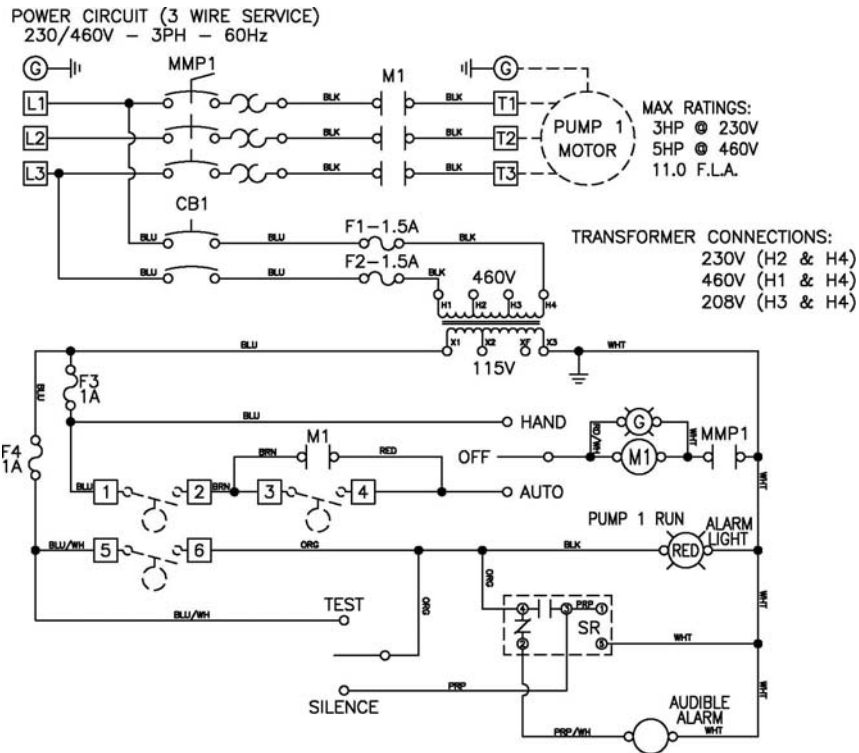 POWER CIRCUIT (3 WIRE SERVICE)
230/460V – 3PH – 60Hz
G
MMP1
M1
G
L1
BLK
BLK
T1
L2
BLK
BLK
T2
L3
BLK
BLK
T3
PUMP 1
MOTOR
MAX RATINGS:
3HP @ 230V
5HP @ 460V
11.0 F.L.A.
CB1
BLU
BLU
F1–1.5A
BLK
BLU
BLU
F2–1.5A
BLK
460V
H1
H2
H3
H4
TRANSFORMER CONNECTIONS:
230V (H2 & H4)
460V (H1 & H4)
208V (H3 & H4)
BLU
X1
X2
XF
X3
115V
WHT
BLU
F3
1A
BLU
HAND
F4
1A
M1
BRN
RED
OFF
RD/WH
G
WHT
M1
MMP1
WHT
BLU
1
2
BRN
3
4
AUTO
PUMP 1 RUN
ALARM
LIGHT
BLU/WH
5
6
ORG
BLK
RED
BLU/WH
TEST
ORG
ORG
4
3
PRP
1
SR
2
5
WHT
WHT
SILENCE
PRP
WHT
AUDIBLE
ALARM
PRP/WH
WHT